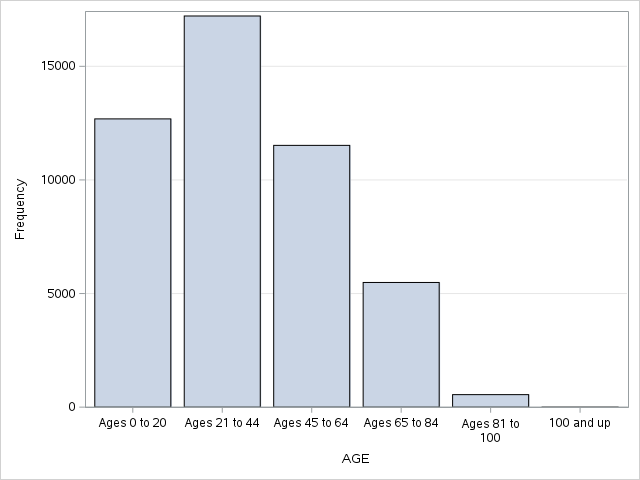 15000
10000
5000
0
Frequency
Ages 0 to 20
Ages 21 to 44
Ages 45 to 64
Ages 65 to 84
Ages 81 to
100
100 and up
AGE